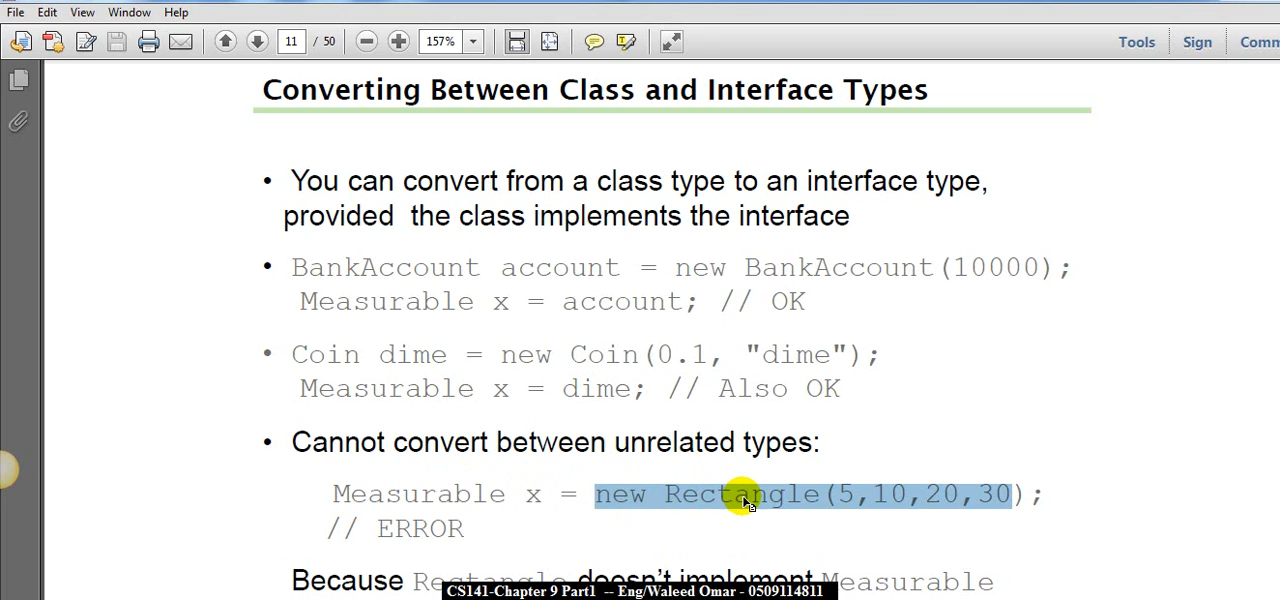 File Edit View Window Help
11 / 50 157% Tools Sign Comm
Converting Between Class and Interface Types
• You can convert from a class type to an interface type,
provided the class implements the interface
• BankAccount account = new BankAccount(10000);
Measurable x = account; // OK
• Coin dime = new Coin(0.1, "dime");
Measurable x = dime; // Also OK
• Cannot convert between unrelated types:
Measurable x = new Rectangle(5,10,20,30);
// ERROR
Because Rectangle doesn't implement Measurable
CS141-Chapter 9 Part1 -- Eng/Waleed Omar - 0509114811